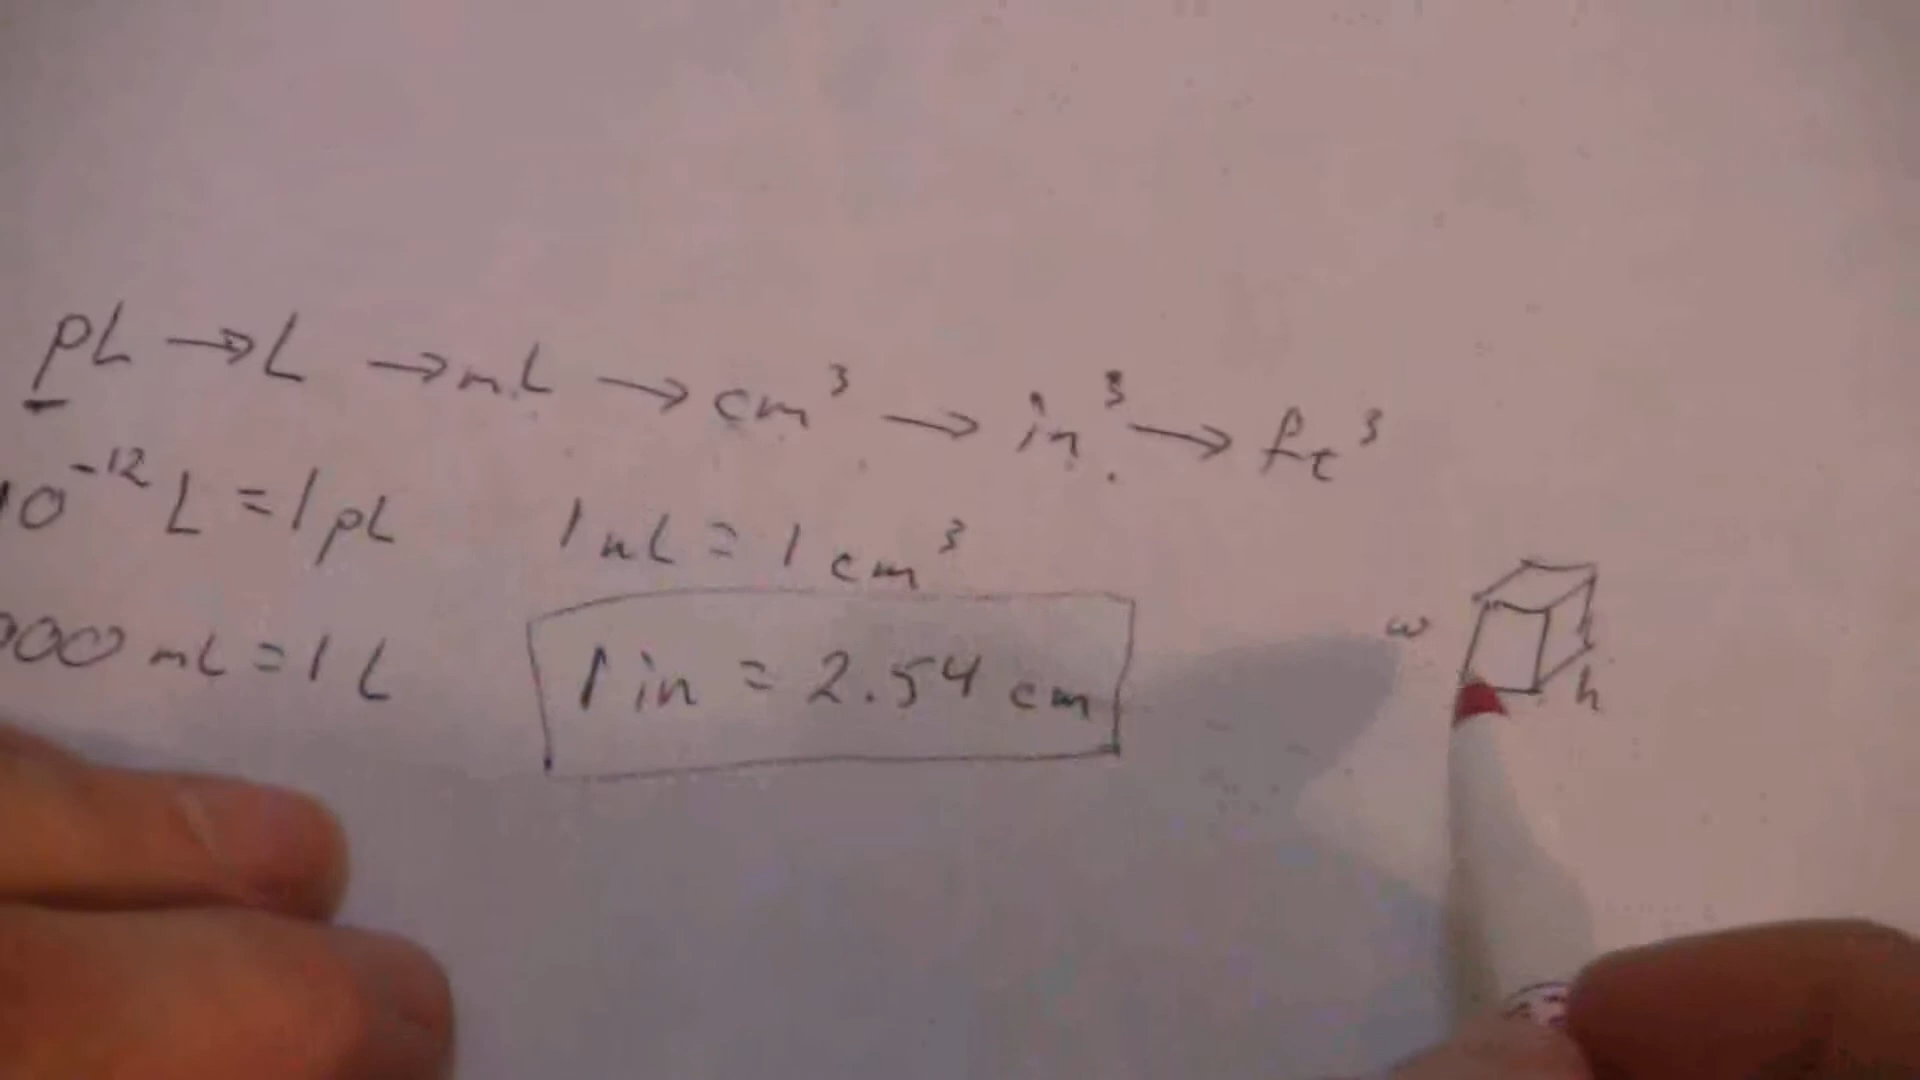 pL → L → mL → cm³ → in³ → ft³
10⁻¹² L = 1 pL
1 mL = 1 cm³
000 mL = 1 L
1 in = 2.54 cm
w
h